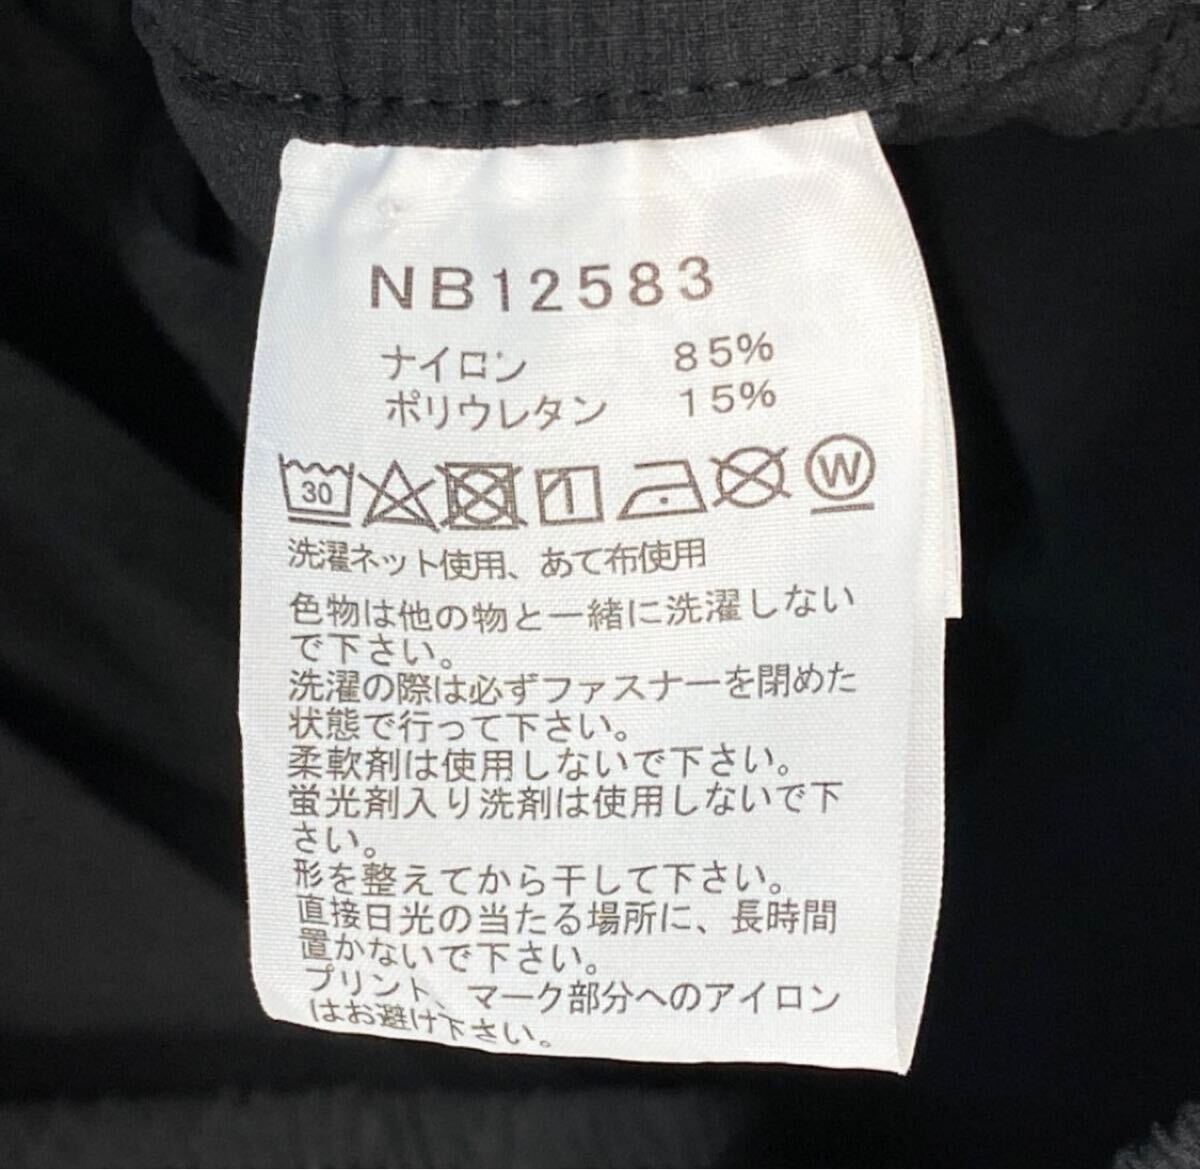 NB12583
ナイロン 85%
ポリウレタン 15%
30 W
洗濯ネット使用、あて布使用
色物は他の物と一緒に洗濯しない
で下さい。
洗濯の際は必ずファスナーを閉めた
状態で行って下さい。
柔軟剤は使用しないで下さい。
蛍光剤入り洗剤は使用しないで下
さい。
形を整えてから干して下さい。
直接日光の当たる場所に、長時間
置かないで下さい。
プリント、マーク部分へのアイロン
はお避け下さい。